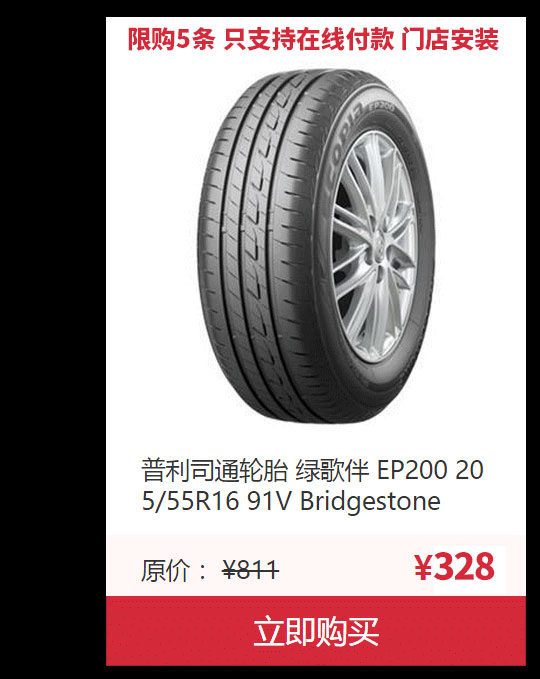 限购5条 只支持在线付款 门店安装
ECOPIA EP200
普利司通轮胎 绿歌伴 EP200 20
5/55R16 91V Bridgestone
原价： ¥811 ¥328
立即购买